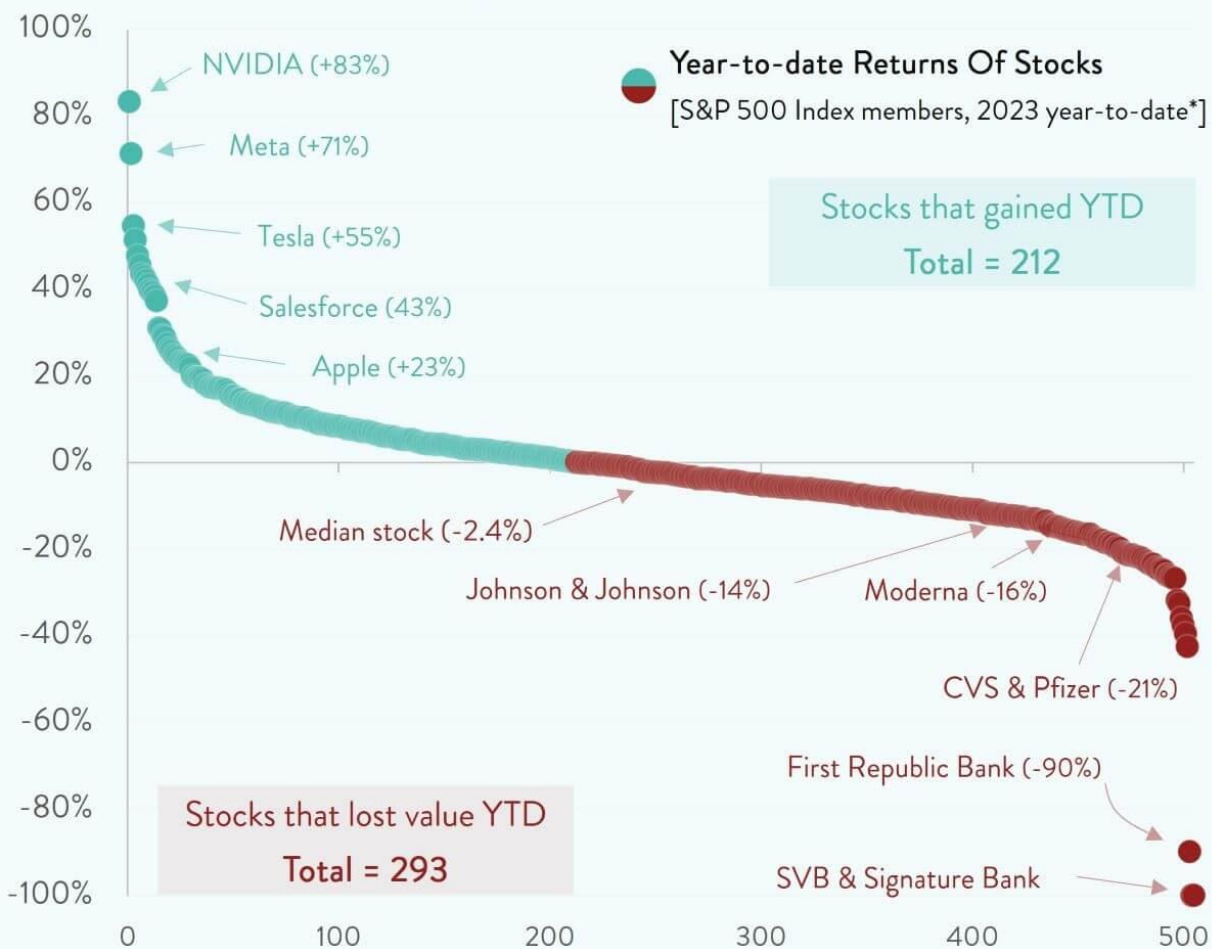 100%
NVIDIA (+83%)
Year-to-date Returns Of Stocks
[S&P 500 Index members, 2023 year-to-date*]
80%
Meta (+71%)
60%
Stocks that gained YTD
Total = 212
Tesla (+55%)
40%
Salesforce (43%)
Apple (+23%)
20%
0%
Median stock (-2.4%)
-20%
Johnson & Johnson (-14%)
Moderna (-16%)
-40%
CVS & Pfizer (-21%)
-60%
First Republic Bank (-90%)
-80%
Stocks that lost value YTD
Total = 293
SVB & Signature Bank
-100%
0 100 200 300 400 500